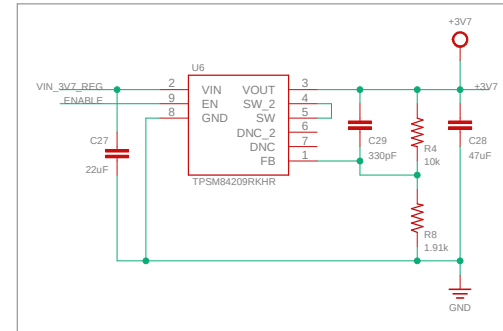 +3V7
U6
VIN_3V7_REG 2 VIN VOUT 3 +3V7
ENABLE 9 EN SW_2 4
8 GND SW 5
DNC_2 6
DNC 7
FB 1
TPSM84209RKHR
C27
22uF
C29
330pF
R4
10k
C28
47uF
R8
1.91k
GND